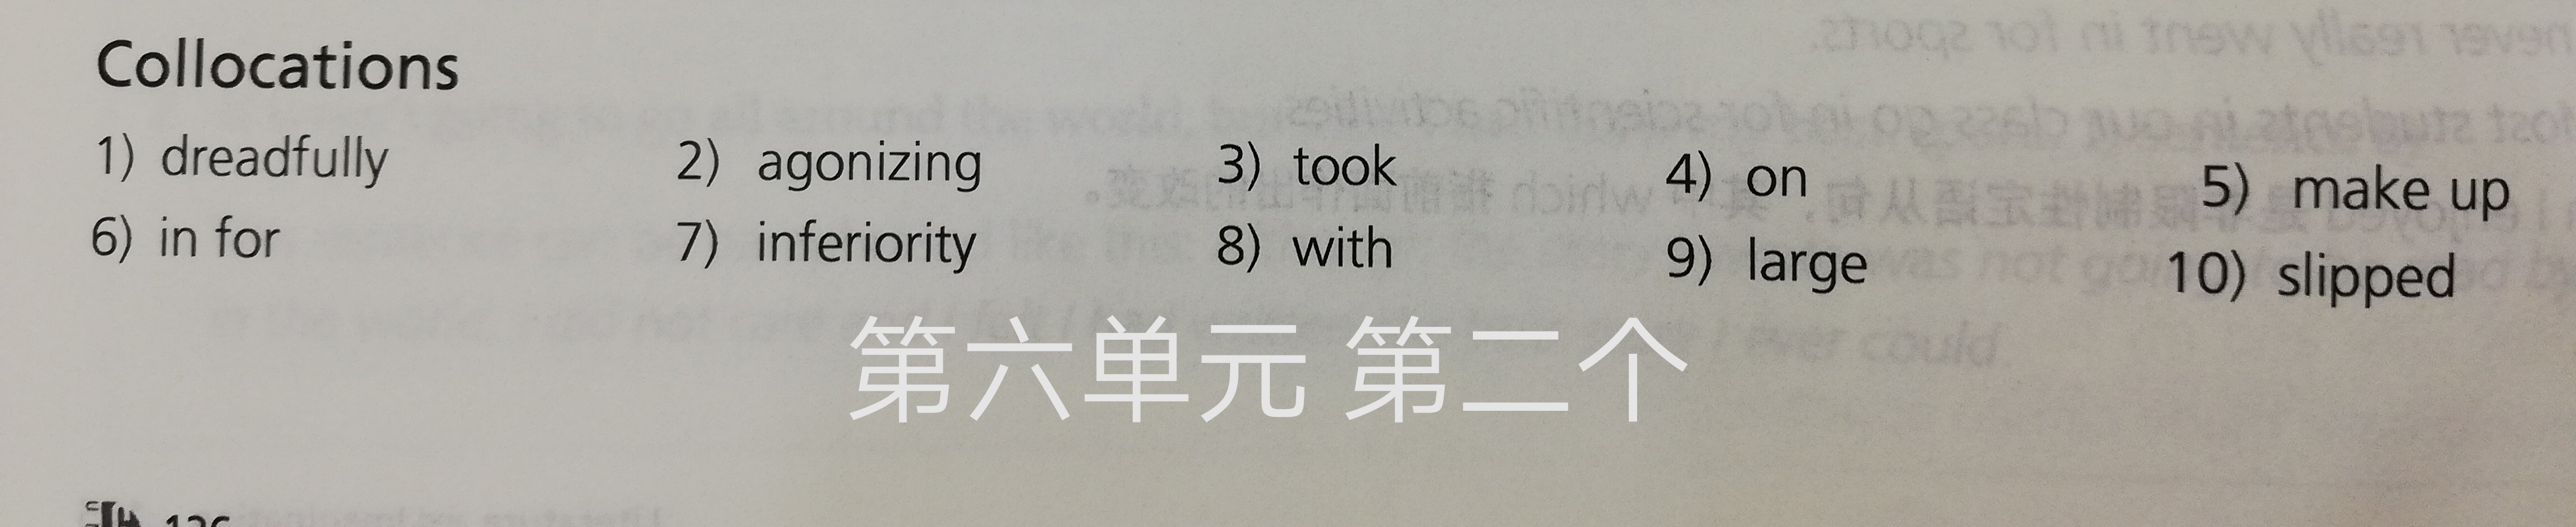 Collocations
1) dreadfully 2) agonizing 3) took 4) on 5) make up
6) in for 7) inferiority 8) with 9) large 10) slipped
第六单元 第二个